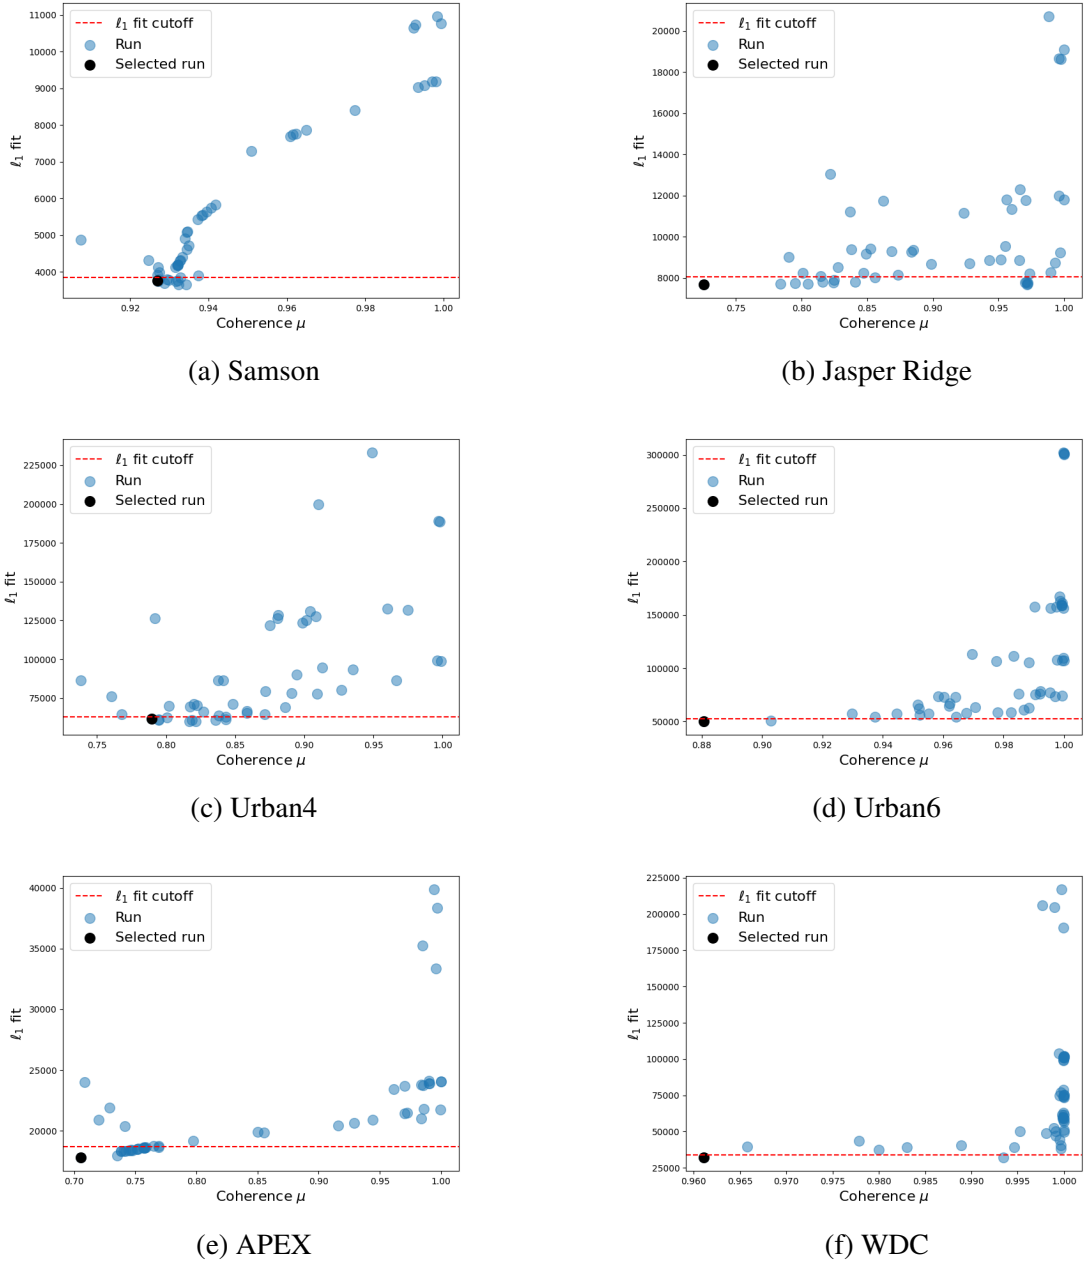 11000
10000
9000
8000
7000
6000
5000
4000
ℓ₁ fit
ℓ₁ fit cutoff
Run
Selected run
0.92
0.94
0.96
0.98
1.00
Coherence μ
(a) Samson
20000
18000
16000
14000
12000
10000
8000
ℓ₁ fit
ℓ₁ fit cutoff
Run
Selected run
0.75
0.80
0.85
0.90
0.95
1.00
Coherence μ
(b) Jasper Ridge
225000
200000
175000
150000
125000
100000
75000
50000
ℓ₁ fit
ℓ₁ fit cutoff
Run
Selected run
0.75
0.80
0.85
0.90
0.95
1.00
Coherence μ
(c) Urban4
300000
250000
200000
150000
100000
50000
ℓ₁ fit
ℓ₁ fit cutoff
Run
Selected run
0.88
0.90
0.92
0.94
0.96
0.98
1.00
Coherence μ
(d) Urban6
40000
35000
30000
25000
20000
ℓ₁ fit
ℓ₁ fit cutoff
Run
Selected run
0.70
0.75
0.80
0.85
0.90
0.95
1.00
Coherence μ
(e) APEX
225000
200000
175000
150000
125000
100000
75000
50000
25000
ℓ₁ fit
ℓ₁ fit cutoff
Run
Selected run
0.960
0.965
0.970
0.975
0.980
0.985
0.990
0.995
1.000
Coherence μ
(f) WDC